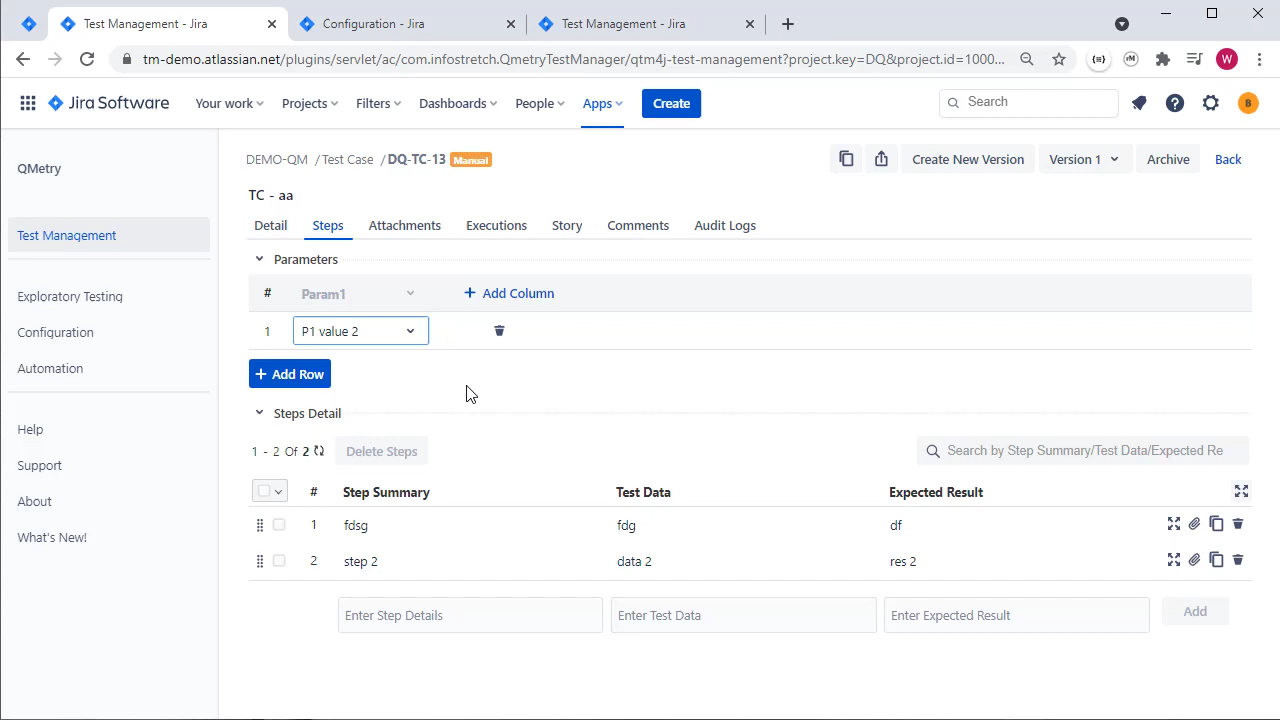 Test Management - Jira
Configuration - Jira
Test Management - Jira
tm-demo.atlassian.net/plugins/servlet/ac/com.infostretch.QmetryTestManager/qtm4j-test-management?project.key=DQ&project.id=1000...
W
Jira Software
Your work
Projects
Filters
Dashboards
People
Apps
Create
Search
B
QMetry
Test Management
Exploratory Testing
Configuration
Automation
Help
Support
About
What's New!
DEMO-QM /Test Case /DQ-TC-13 Manual
Create New Version
Version 1
Archive
Back
TC - aa
Detail
Steps
Attachments
Executions
Story
Comments
Audit Logs
Parameters
# Param1 + Add Column
1 P1 value 2
+ Add Row
Steps Detail
1 - 2 Of 2
Delete Steps
Search by Step Summary/Test Data/Expected Re
# Step Summary Test Data Expected Result
1 fdsg fdg df
2 step 2 data 2 res 2
Enter Step Details
Enter Test Data
Enter Expected Result
Add